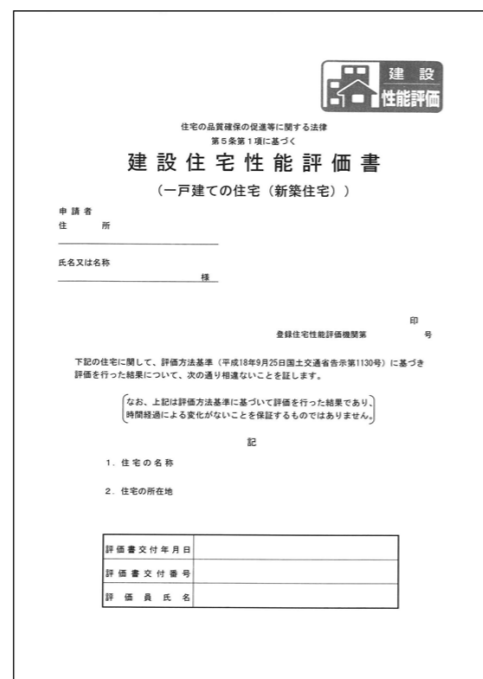 建設
性能評価
住宅の品質確保の促進等に関する法律
第5条第1項に基づく
建設住宅性能評価書
(一戸建ての住宅(新築住宅))
申請者
住 所
氏名又は名称
様
印
登録住宅性能評価機関第 号
下記の住宅に関して、評価方法基準(平成18年9月25日国土交通省告示第1130号)に基づき
評価を行った結果について、次の通り相違ないことを証します。
なお、上記は評価方法基準に基づいて評価を行った結果であり、
時間経過による変化がないことを保証するものではありません。
記
1.住宅の名称
2.住宅の所在地
評価書交付年月日
評価書交付番号
評価員氏名